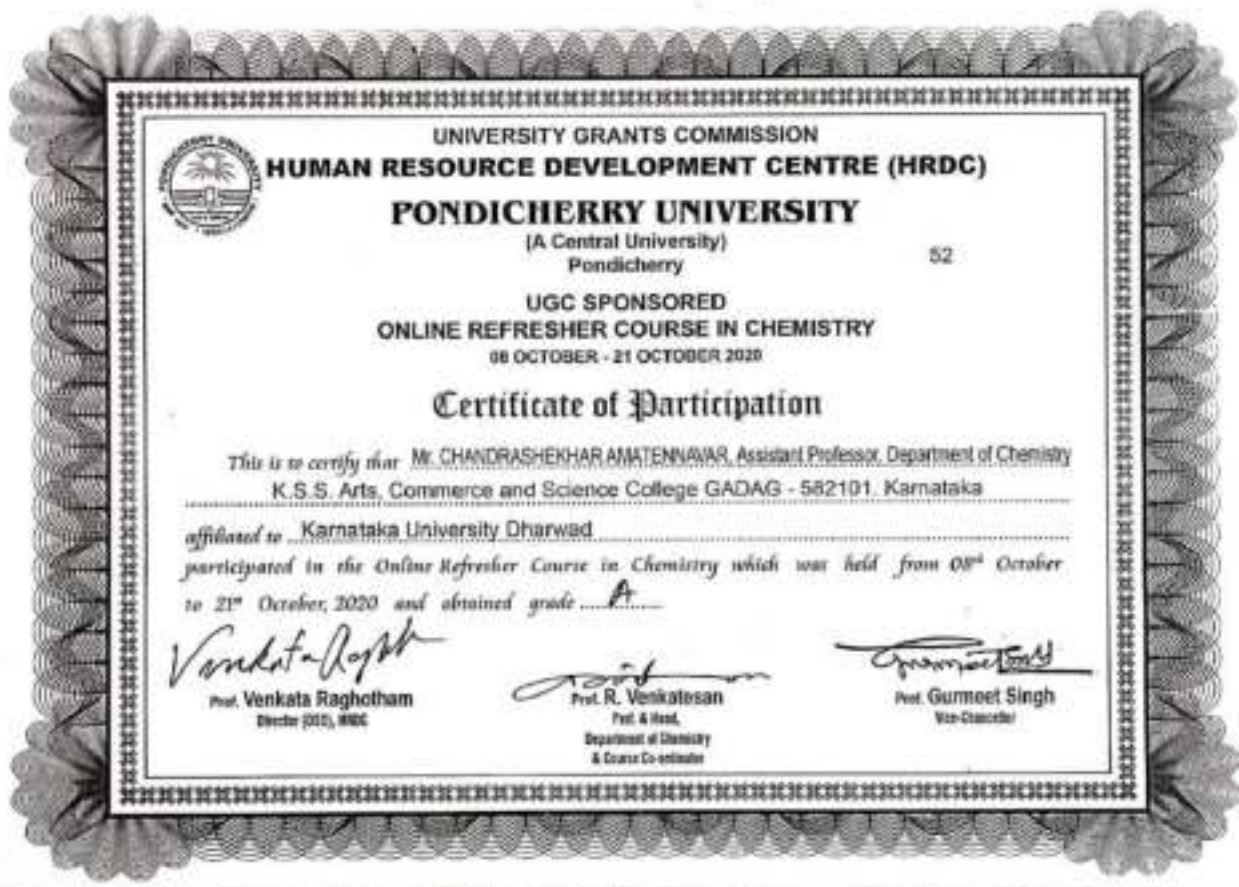 UNIVERSITY GRANTS COMMISSION
HUMAN RESOURCE DEVELOPMENT CENTRE (HRDC)
PONDICHERRY UNIVERSITY
(A Central University)
Pondicherry
52
UGC SPONSORED
ONLINE REFRESHER COURSE IN CHEMISTRY
08 OCTOBER - 21 OCTOBER 2020
Certificate of Participation
This is to certify that Mr. CHANDRASHEKHAR AMATENNAVAR, Assistant Professor, Department of Chemistry
K.S.S. Arts, Commerce and Science College GADAG - 582101. Karnataka
affiliated to Karnataka University Dharwad
participated in the Online Refresher Course in Chemistry which was held from 08th October
to 21st October, 2020 and obtained grade A
Prof. Venkata Raghotham
Director (OSD), HRDC
Prof. R. Venkatesan
Prof. & Head,
Department of Chemistry
& Course Co-ordinator
Prof. Gurmeet Singh
Vice-Chancellor